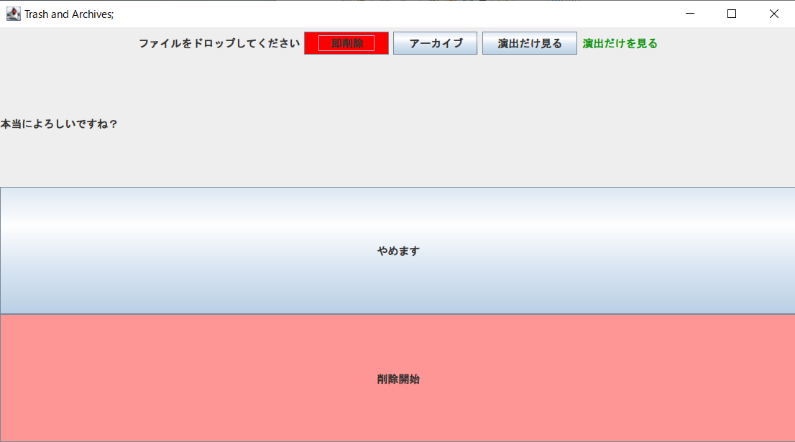 Trash and Archives;
ファイルをドロップしてください 即削除 アーカイブ 演出だけ見る 演出だけを見る
本当によろしいですね？
やめます
削除開始